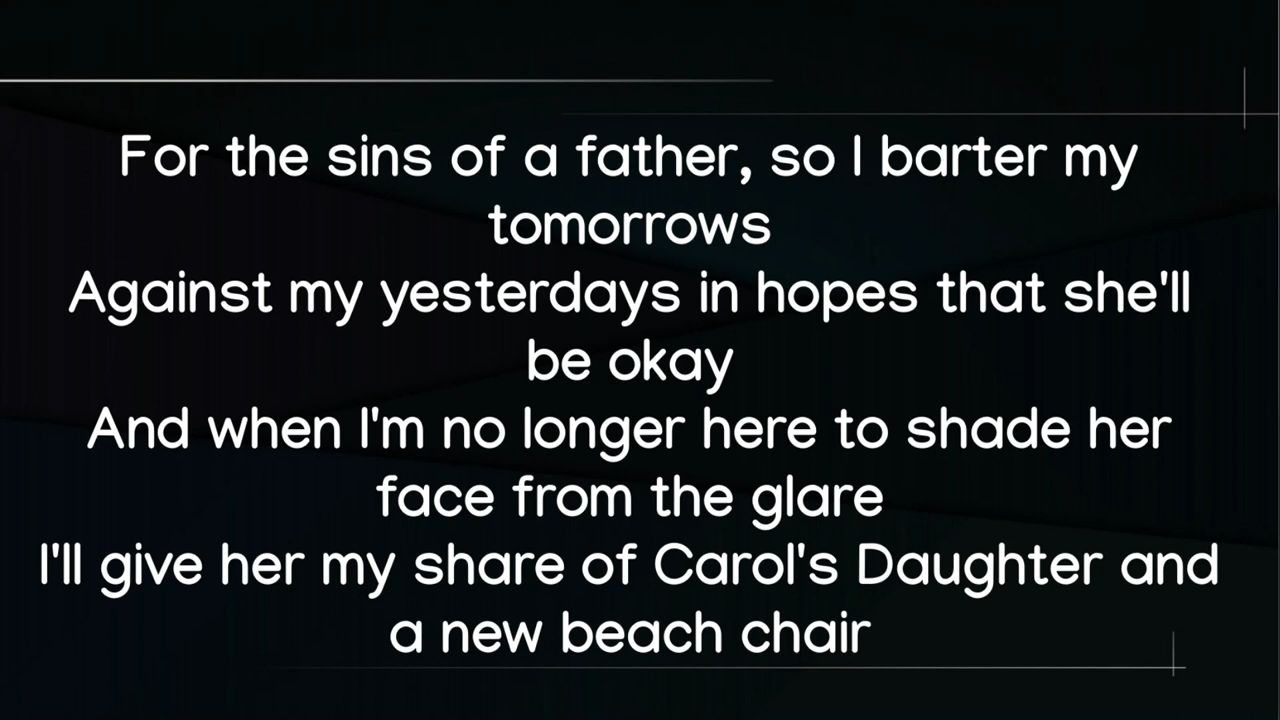 For the sins of a father, so I barter my
tomorrows
Against my yesterdays in hopes that she'll
be okay
And when I'm no longer here to shade her
face from the glare
I'll give her my share of Carol's Daughter and
a new beach chair